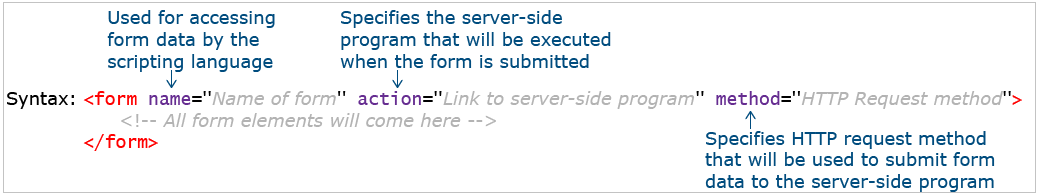 Used for accessing
form data by the
scripting language
Specifies the server-side
program that will be executed
when the form is submitted
Syntax: <form name="Name of form" action="Link to server-side program" method="HTTP Request method">
<!-- All form elements will come here -->
</form>
Specifies HTTP request method
that will be used to submit form
data to the server-side program